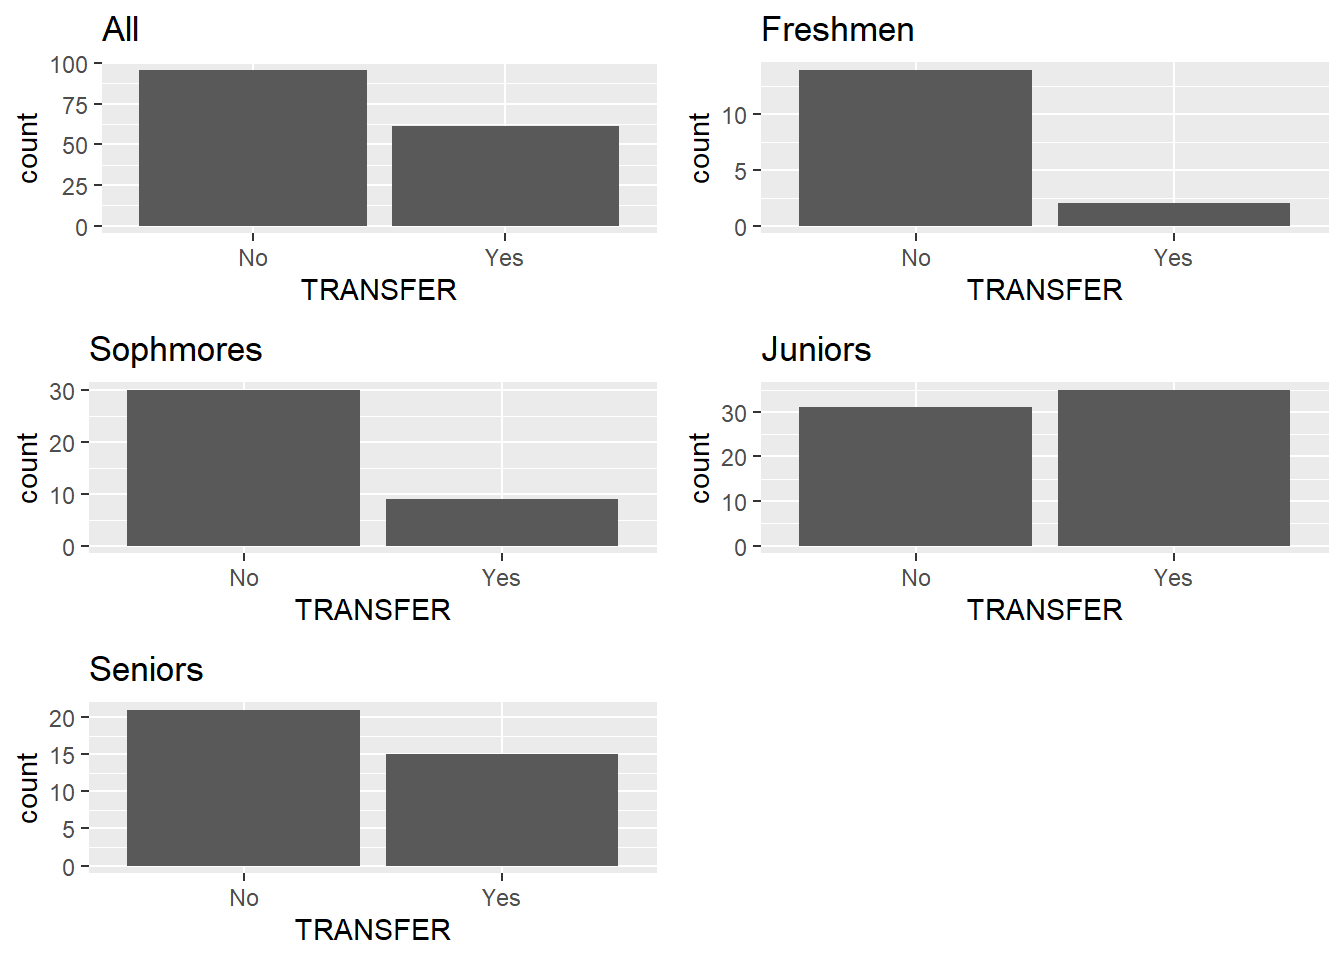 All
count
100
75
50
25
0
No Yes
TRANSFER
Freshmen
count
10
5
0
No Yes
TRANSFER
Sophmores
count
30
20
10
0
No Yes
TRANSFER
Juniors
count
30
20
10
0
No Yes
TRANSFER
Seniors
count
20
15
10
5
0
No Yes
TRANSFER